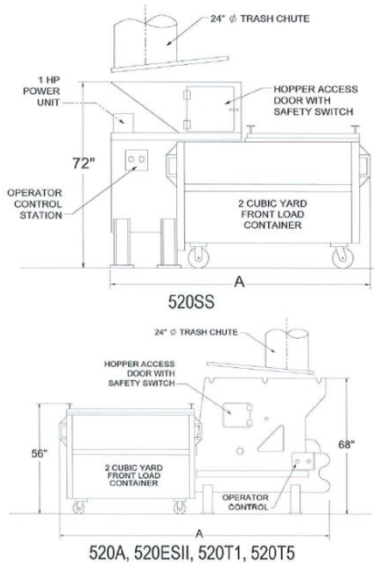 24" Ø TRASH CHUTE
1 HP
POWER
UNIT
HOPPER ACCESS
DOOR WITH
SAFETY SWITCH
72"
OPERATOR
CONTROL
STATION
2 CUBIC YARD
FRONT LOAD
CONTAINER
A
520SS
24" Ø TRASH CHUTE
HOPPER ACCESS
DOOR WITH
SAFETY SWITCH
56"
68"
2 CUBIC YARD
FRONT LOAD
CONTAINER
OPERATOR
CONTROL
A
520A, 520ESII, 520T1, 520T5